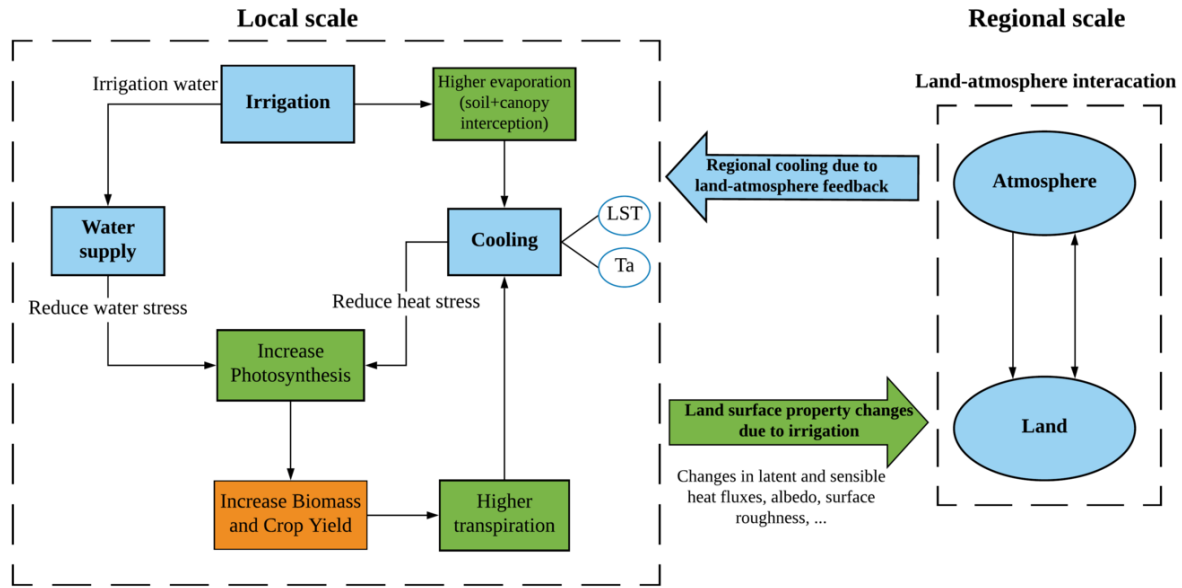 Local scale
Regional scale
Irrigation water
Irrigation
Higher evaporation
(soil+canopy
interception)
Land-atmosphere interacation
Regional cooling due to
land-atmosphere feedback
Atmosphere
Water
supply
Cooling
LST
Ta
Reduce water stress
Reduce heat stress
Increase
Photosynthesis
Land surface property changes
due to irrigation
Land
Changes in latent and sensible
heat fluxes, albedo, surface
roughness, ...
Increase Biomass
and Crop Yield
Higher
transpiration